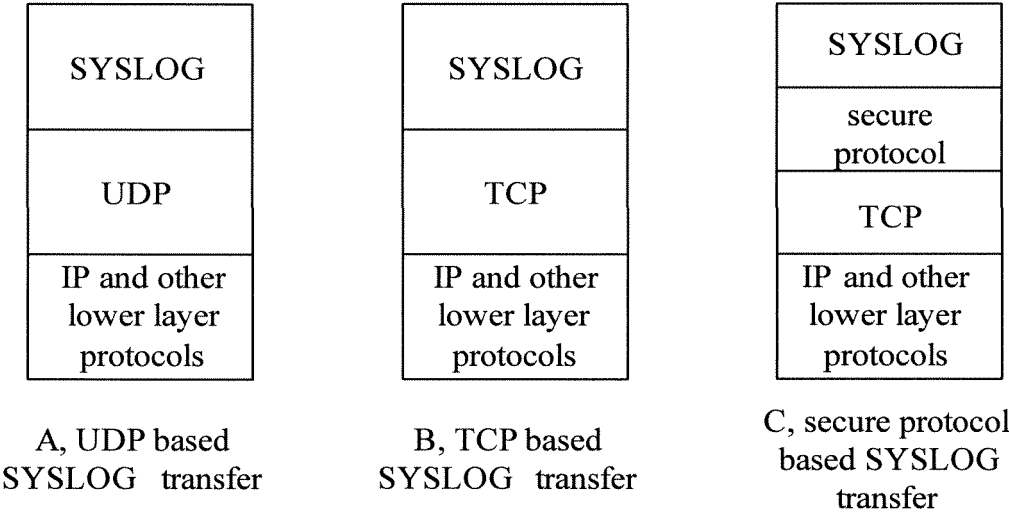 SYSLOG
UDP
IP and other
lower layer
protocols
A, UDP based
SYSLOG transfer
SYSLOG
TCP
IP and other
lower layer
protocols
B, TCP based
SYSLOG transfer
SYSLOG
secure
protocol
TCP
IP and other
lower layer
protocols
C, secure protocol
based SYSLOG
transfer